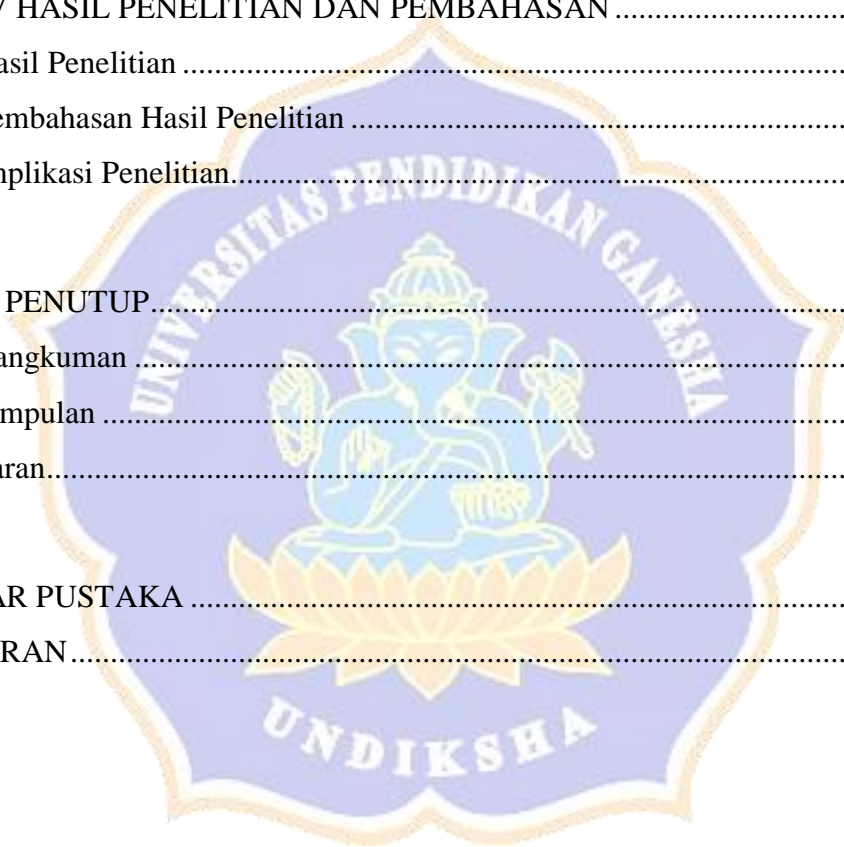 HASIL PENELITIAN DAN PEMBAHASAN ........................
asil Penelitian ........................
embahasan Hasil Penelitian ........................
nplikasi Penelitian ........................
UNIVERSITAS PENDIDIKAN GANESHA
PENUTUP ........................
angkuman ........................
mpulan ........................
aran ........................
AR PUSTAKA ........................
RAN ........................
UNDIKSHA